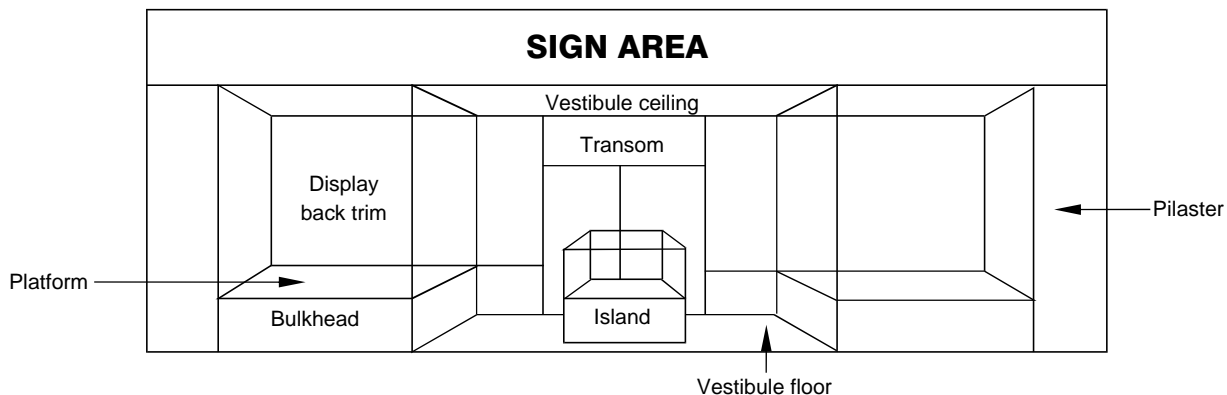 SIGN AREA
Vestibule ceiling
Transom
Display
back trim
Pilaster
Platform
Bulkhead
Island
Vestibule floor